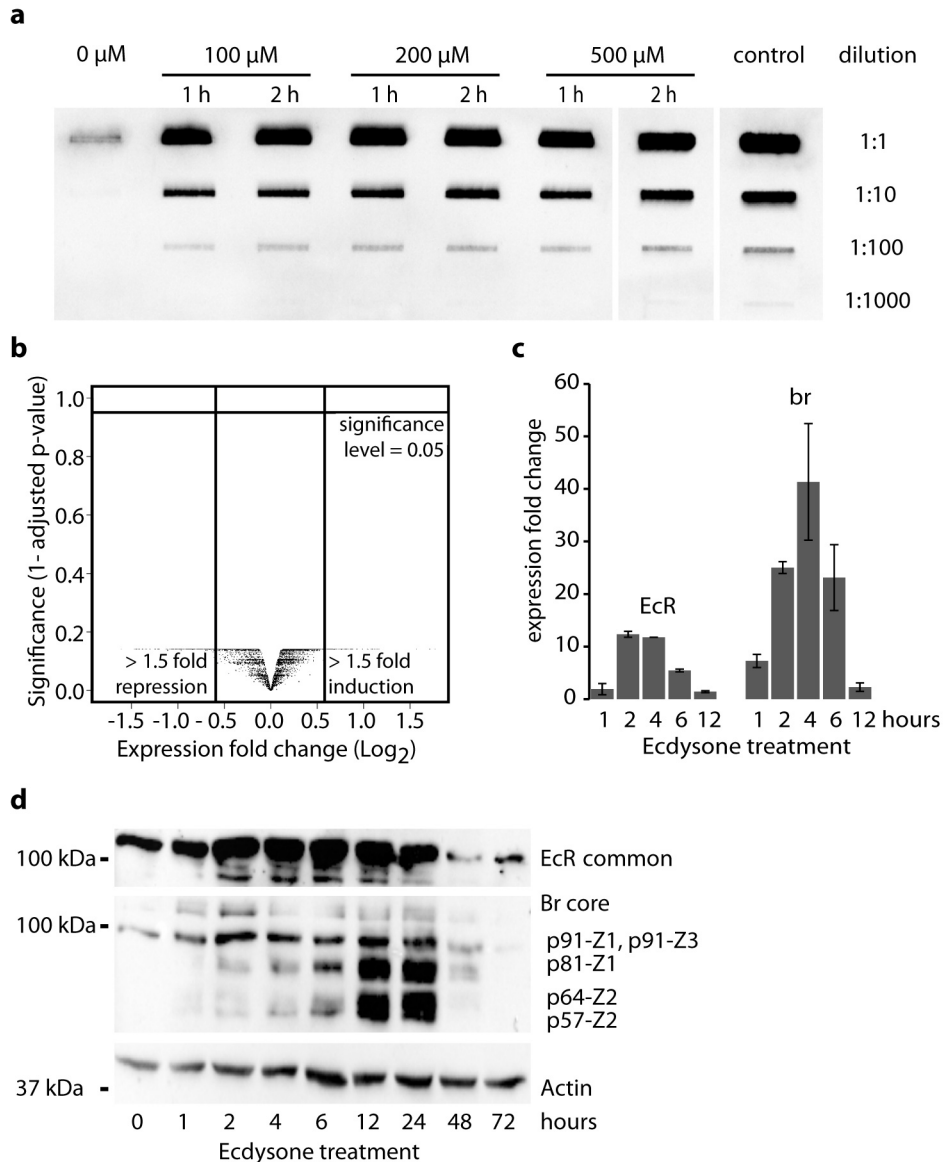 a
0 μM 100 μM 200 μM 500 μM control dilution
1 h 2 h 1 h 2 h 1 h 2 h
1:1
1:10
1:100
1:1000
b
Significance (1- adjusted p-value)
1.0
0.8
0.6
0.4
0.2
0.0
significance
level = 0.05
> 1.5 fold
repression
> 1.5 fold
induction
-1.5 -1.0 - 0.5 0.0 0.5 1.0 1.5
Expression fold change (Log2)
c
expression fold change
60
50
40
30
20
10
0
EcR
br
1 2 4 6 12 1 2 4 6 12 hours
Ecdysone treatment
d
100 kDa
EcR common
100 kDa
Br core
p91-Z1, p91-Z3
p81-Z1
p64-Z2
p57-Z2
37 kDa
Actin
0 1 2 4 6 12 24 48 72 hours
Ecdysone treatment